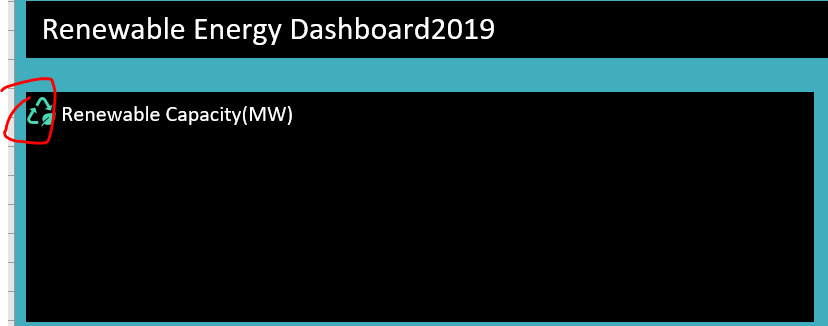 Renewable Energy Dashboard2019
Renewable Capacity(MW)